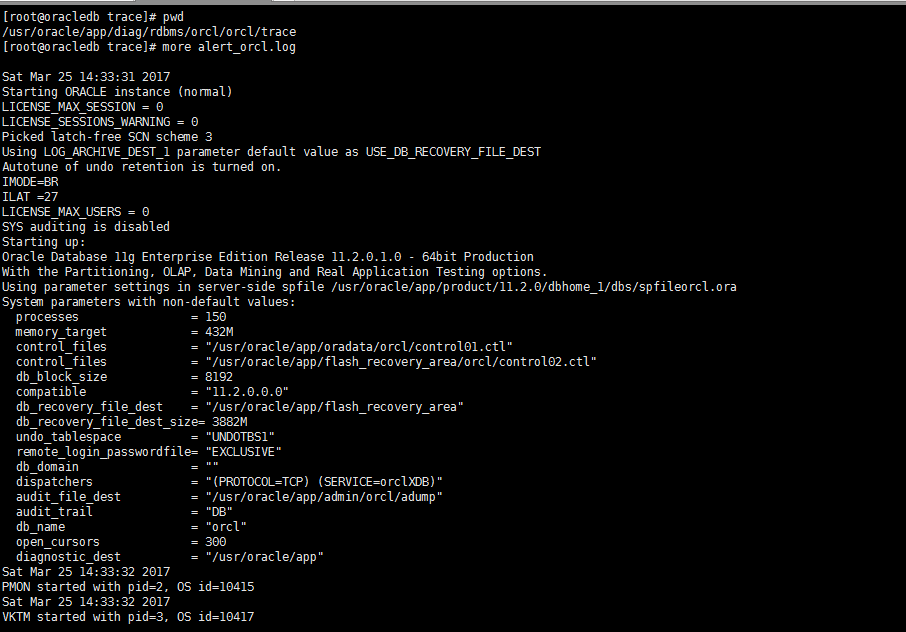 [root@oracledb trace]# pwd
/usr/oracle/app/diag/rdbms/orcl/orcl/trace
[root@oracledb trace]# more alert_orcl.log

Sat Mar 25 14:33:31 2017
Starting ORACLE instance (normal)
LICENSE_MAX_SESSION = 0
LICENSE_SESSIONS_WARNING = 0
Picked latch-free SCN scheme 3
Using LOG_ARCHIVE_DEST_1 parameter default value as USE_DB_RECOVERY_FILE_DEST
Autotune of undo retention is turned on.
IMODE=BR
ILAT =27
LICENSE_MAX_USERS = 0
SYS auditing is disabled
Starting up:
Oracle Database 11g Enterprise Edition Release 11.2.0.1.0 - 64bit Production
With the Partitioning, OLAP, Data Mining and Real Application Testing options.
Using parameter settings in server-side spfile /usr/oracle/app/product/11.2.0/dbhome_1/dbs/spfileorcl.ora
System parameters with non-default values:
  processes                = 150
  memory_target            = 432M
  control_files            = "/usr/oracle/app/oradata/orcl/control01.ctl"
  control_files            = "/usr/oracle/app/flash_recovery_area/orcl/control02.ctl"
  db_block_size            = 8192
  compatible               = "11.2.0.0.0"
  db_recovery_file_dest    = "/usr/oracle/app/flash_recovery_area"
  db_recovery_file_dest_size= 3882M
  undo_tablespace          = "UNDOTBS1"
  remote_login_passwordfile= "EXCLUSIVE"
  db_domain                = ""
  dispatchers              = "(PROTOCOL=TCP) (SERVICE=orclXDB)"
  audit_file_dest          = "/usr/oracle/app/admin/orcl/adump"
  audit_trail              = "DB"
  db_name                  = "orcl"
  open_cursors             = 300
  diagnostic_dest          = "/usr/oracle/app"
Sat Mar 25 14:33:32 2017
PMON started with pid=2, OS id=10415
Sat Mar 25 14:33:32 2017
VKTM started with pid=3, OS id=10417